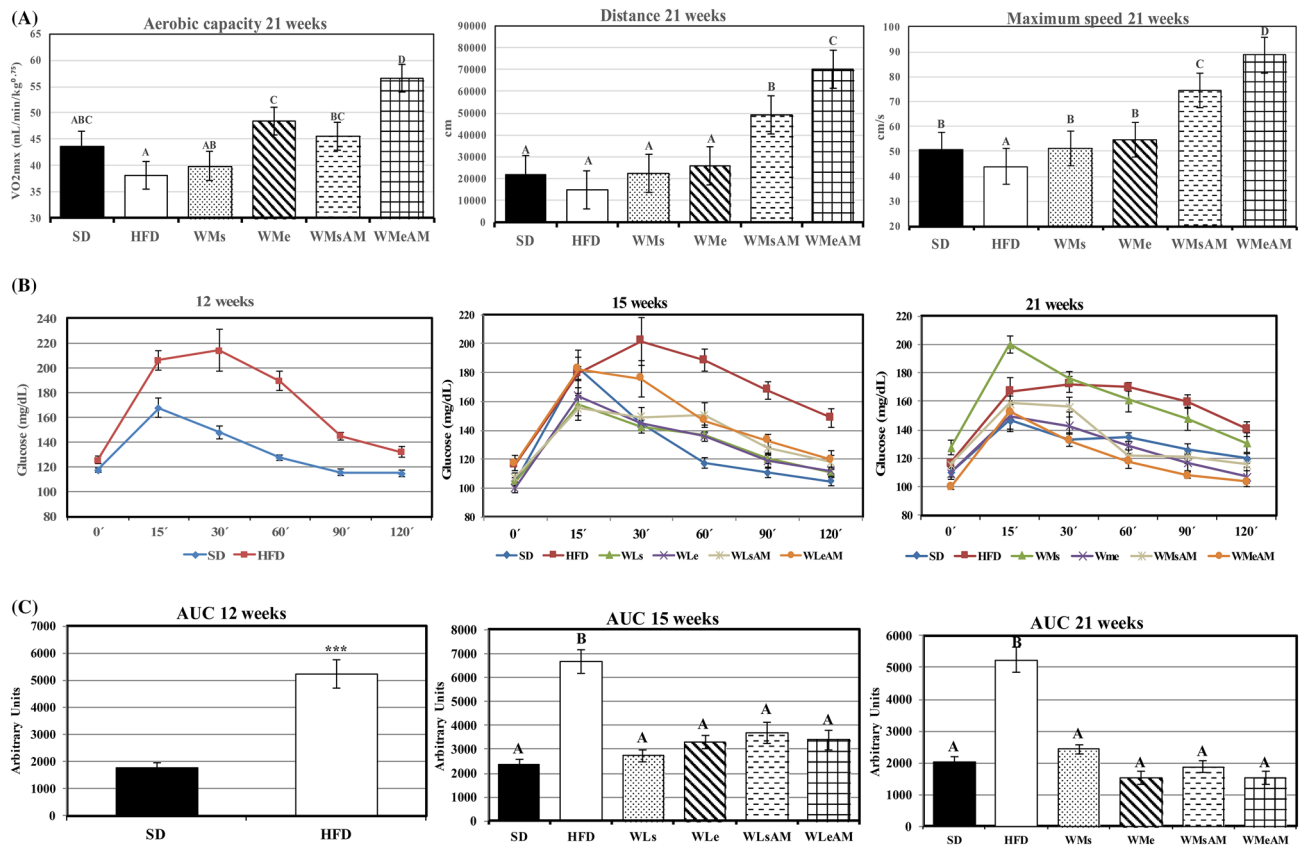 (A)
Aerobic capacity 21 weeks
VO2max (mL/min/kg⁰·⁷⁵)
65
60
55
50
45
40
35
30
ABC
A
AB
C
BC
D
SD HFD WMs WMe WMsAM WMeAM
Distance 21 weeks
cm
90000
80000
70000
60000
50000
40000
30000
20000
10000
0
A
A
A
A
B
C
SD HFD WMs WMe WMsAM WMeAM
Maximum speed 21 weeks
cm/s
100
90
80
70
60
50
40
30
20
B
A
B
B
C
D
SD HFD WMs WMe WMsAM WMeAM
(B)
12 weeks
Glucose (mg/dL)
240
220
200
180
160
140
120
100
80
0´ 15´ 30´ 60´ 90´ 120´
SD HFD
15 weeks
Glucose (mg/dL)
220
200
180
160
140
120
100
80
0´ 15´ 30´ 60´ 90´ 120´
SD HFD WLs WLe WLsAM WLeAM
21 weeks
Glucose (mg/dL)
220
200
180
160
140
120
100
80
0´ 15´ 30´ 60´ 90´ 120´
SD HFD WMs Wme WMsAM WMeAM
(C)
AUC 12 weeks
Arbitrary Units
7000
6000
5000
4000
3000
2000
1000
0
***
SD HFD
AUC 15 weeks
Arbitrary Units
8000
7000
6000
5000
4000
3000
2000
1000
0
A
B
A
A
A
A
SD HFD WLs WLe WLsAM WLeAM
AUC 21 weeks
Arbitrary Units
6000
5000
4000
3000
2000
1000
0
A
B
A
A
A
A
SD HFD WMs WMe WMsAM WMeAM